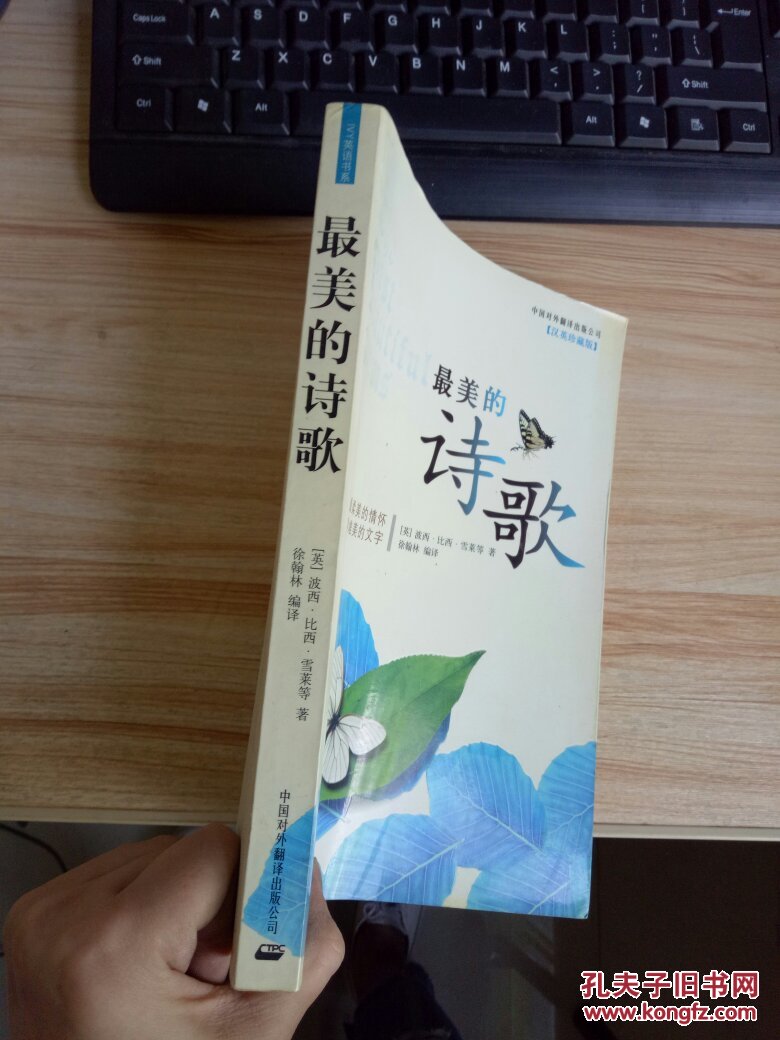 Caps Lock
A
S
D
F
G
H
J
K
L
Enter
Shift
Z
X
C
V
B
N
M
Shift
Ctrl
Alt
Alt
Ctrl
IVY英语书系
最美的诗歌
[英] 波西·比西·雪莱等 著
徐翰林 编译
中国对外翻译出版公司
CTPC
中国对外翻译出版公司
【汉英珍藏版】
最美的
诗歌
美的情怀
美的文字
[英] 波西·比西·雪莱等 著
徐翰林 编译
孔夫子旧书网
www.kongfz.com